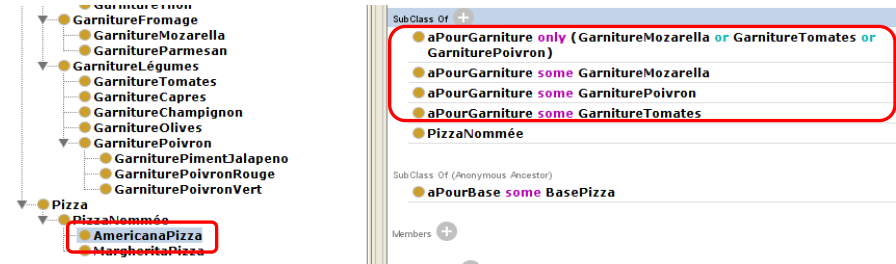 GarnitureThon
GarnitureFromage
GarnitureMozarella
GarnitureParmesan
GarnitureLégumes
GarnitureTomates
GarnitureCapres
GarnitureChampignon
GarnitureOlives
GarniturePoivron
GarniturePimentJalapeno
GarniturePoivronRouge
GarniturePoivronVert
Pizza
PizzaNommée
AmericanaPizza
MargheritaPizza
SubClass Of
aPourGarniture only (GarnitureMozarella or GarnitureTomates or
GarniturePoivron)
aPourGarniture some GarnitureMozarella
aPourGarniture some GarniturePoivron
aPourGarniture some GarnitureTomates
PizzaNommée
SubClass Of (Anonymous Ancestor)
aPourBase some BasePizza
Members